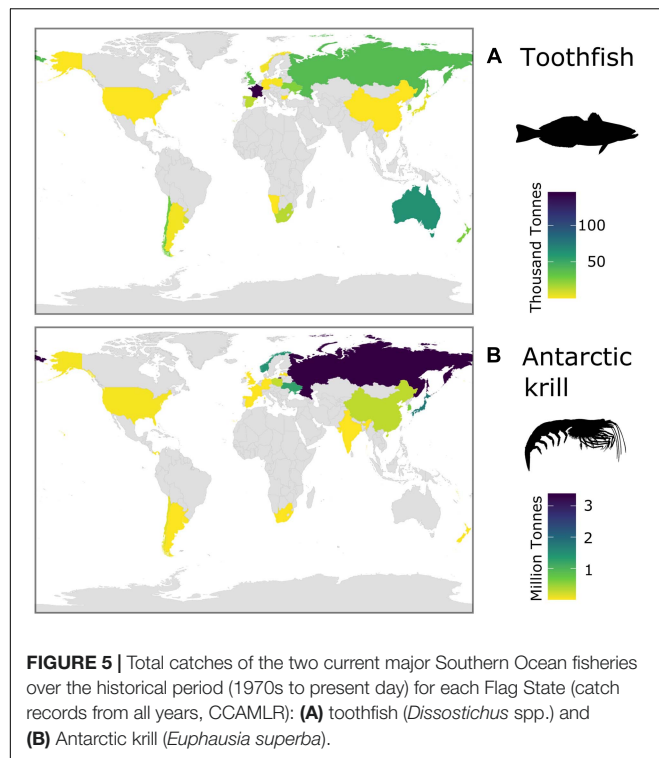 A Toothfish
Thousand Tonnes
100
50
B Antarctic
krill
Million Tonnes
3
2
1
FIGURE 5 | Total catches of the two current major Southern Ocean fisheries
over the historical period (1970s to present day) for each Flag State (catch
records from all years, CCAMLR): (A) toothfish (Dissostichus spp.) and
(B) Antarctic krill (Euphausia superba).